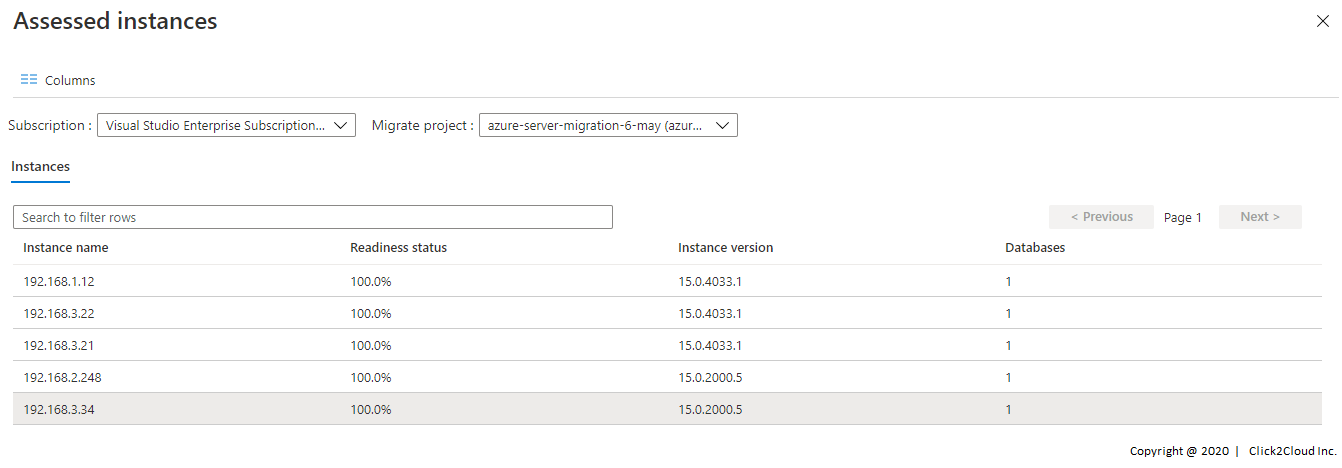 Assessed instances
Columns
Subscription : Visual Studio Enterprise Subscription... Migrate project : azure-server-migration-6-may (azur...
Instances
Search to filter rows < Previous Page 1 Next >
Instance name Readiness status Instance version Databases
192.168.1.12 100.0% 15.0.4033.1 1
192.168.3.22 100.0% 15.0.4033.1 1
192.168.3.21 100.0% 15.0.4033.1 1
192.168.2.248 100.0% 15.0.2000.5 1
192.168.3.34 100.0% 15.0.2000.5 1
Copyright @ 2020 | Click2Cloud Inc.